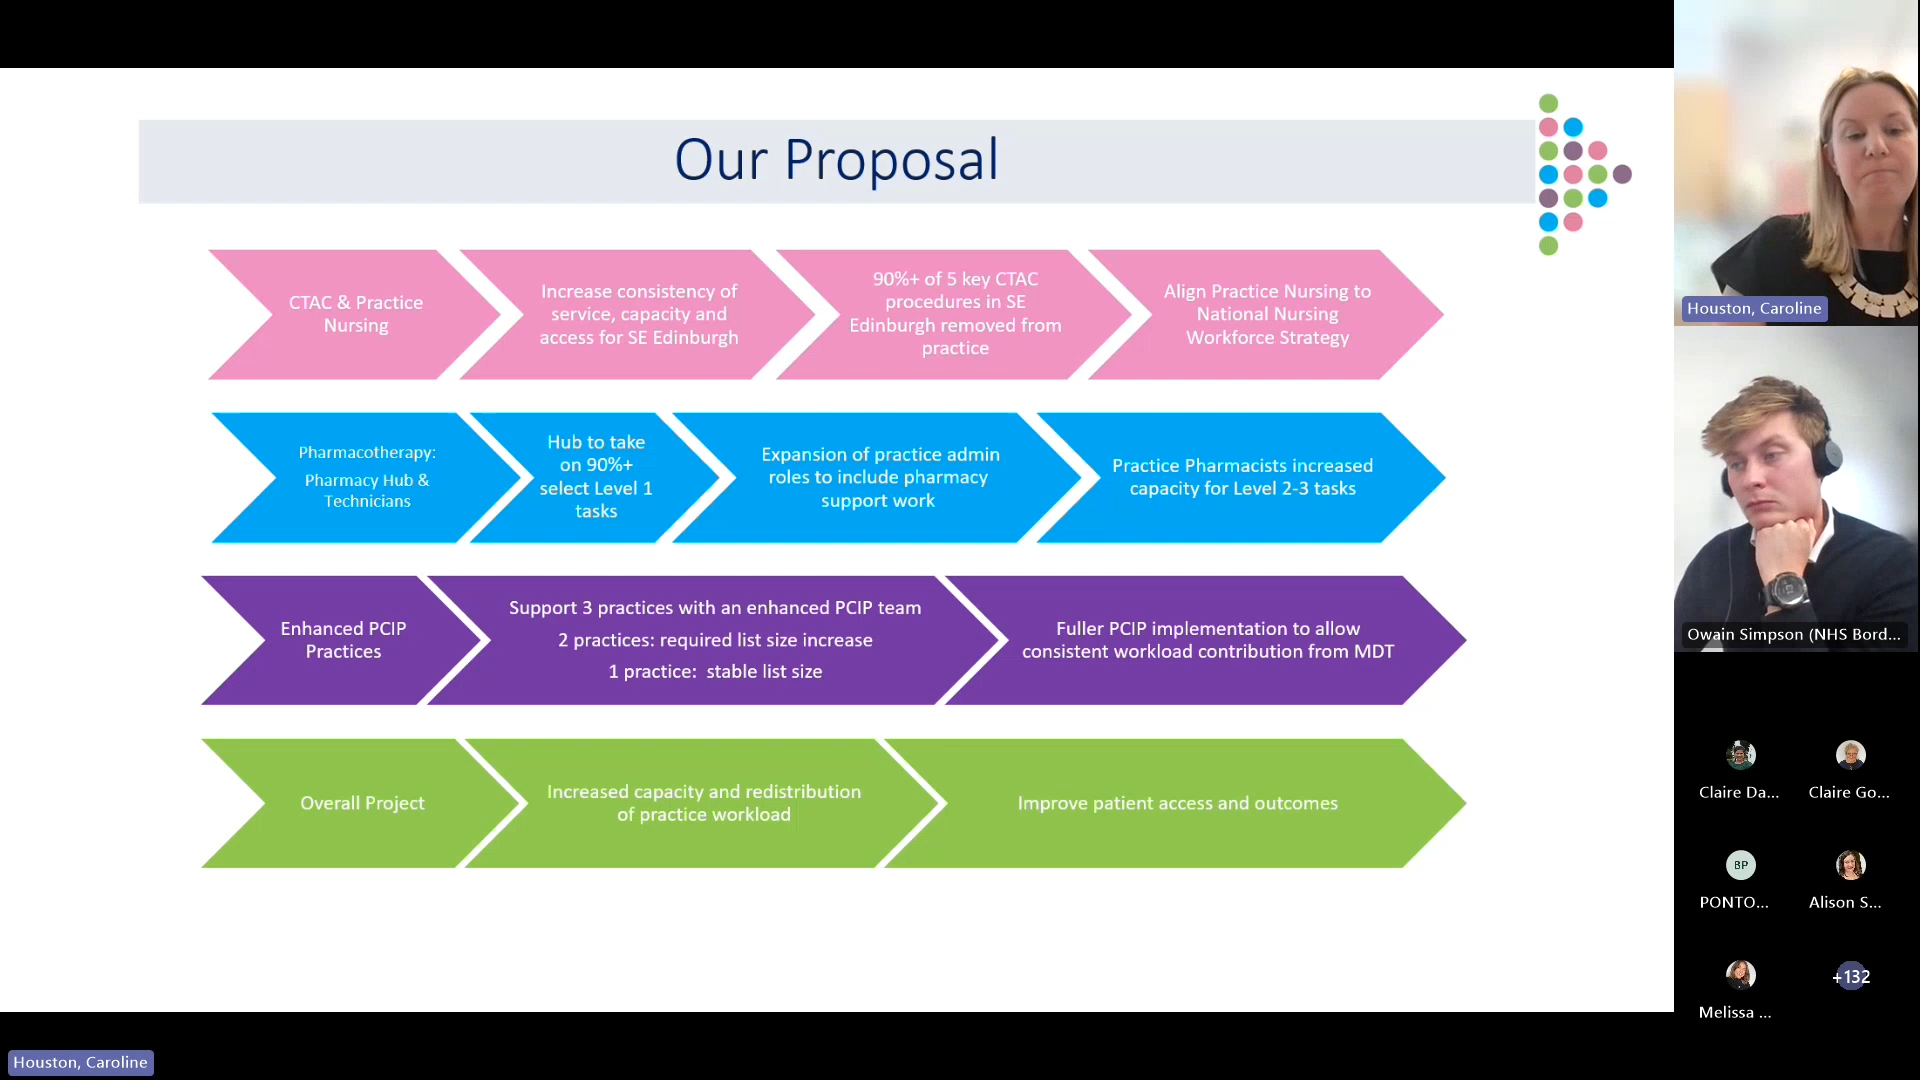 Our Proposal
CTAC & Practice
Nursing
Increase consistency of
service, capacity and
access for SE Edinburgh
90%+ of 5 key CTAC
procedures in SE
Edinburgh removed from
practice
Align Practice Nursing to
National Nursing
Workforce Strategy
Pharmacotherapy:
Pharmacy Hub &
Technicians
Hub to take
on 90%+
select Level 1
tasks
Expansion of practice admin
roles to include pharmacy
support work
Practice Pharmacists increased
capacity for Level 2-3 tasks
Enhanced PCIP
Practices
Support 3 practices with an enhanced PCIP team
2 practices: required list size increase
1 practice: stable list size
Fuller PCIP implementation to allow
consistent workload contribution from MDT
Overall Project
Increased capacity and redistribution
of practice workload
Improve patient access and outcomes
Houston, Caroline
Owain Simpson (NHS Bord...
Claire Da...
Claire Go...
BP
PONTO...
Alison S...
Melissa ...
+132
Houston, Caroline